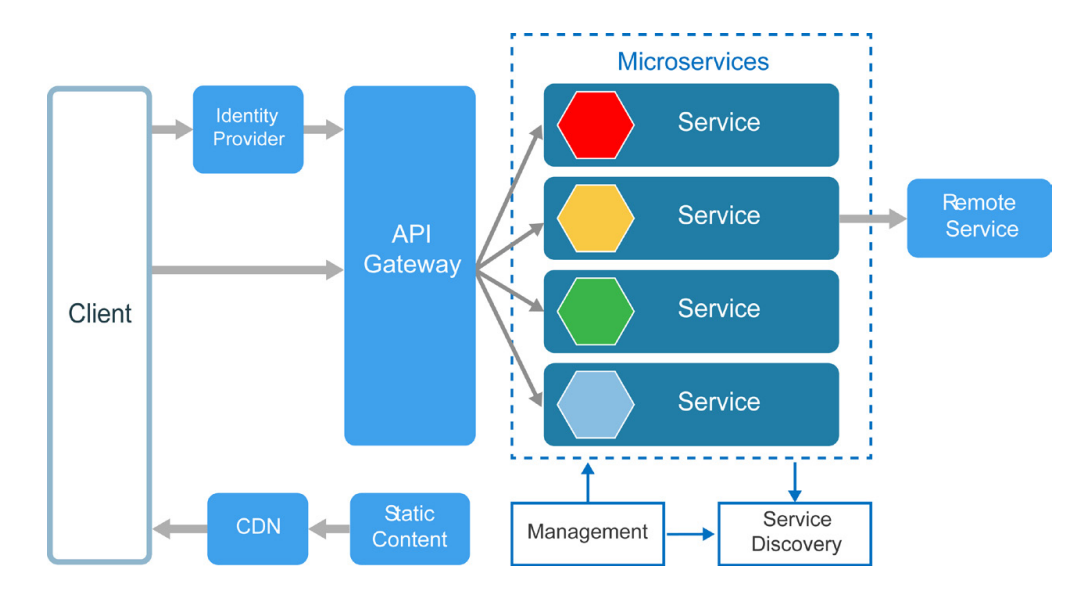 Microservices
Client
Identity
Provider
API
Gateway
Service
Service
Service
Service
Remote
Service
CDN
Static
Content
Management
Service
Discovery